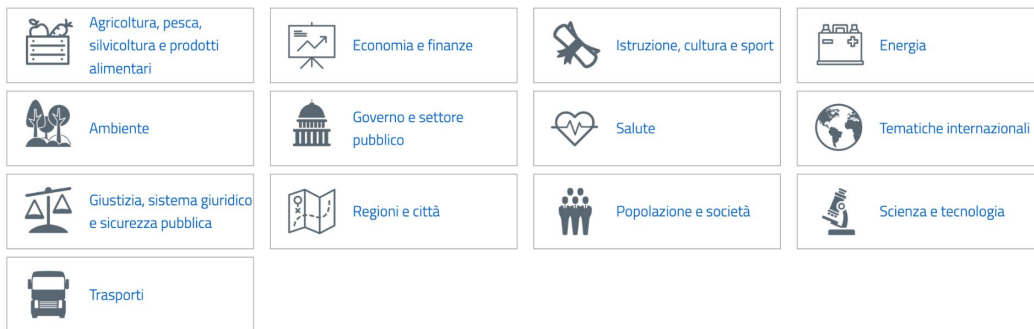 Agricoltura, pesca,
silvicoltura e prodotti
alimentari
Economia e finanze
Istruzione, cultura e sport
Energia
Ambiente
Governo e settore
pubblico
Salute
Tematiche internazionali
Giustizia, sistema giuridico
e sicurezza pubblica
Regioni e città
Popolazione e società
Scienza e tecnologia
Trasporti